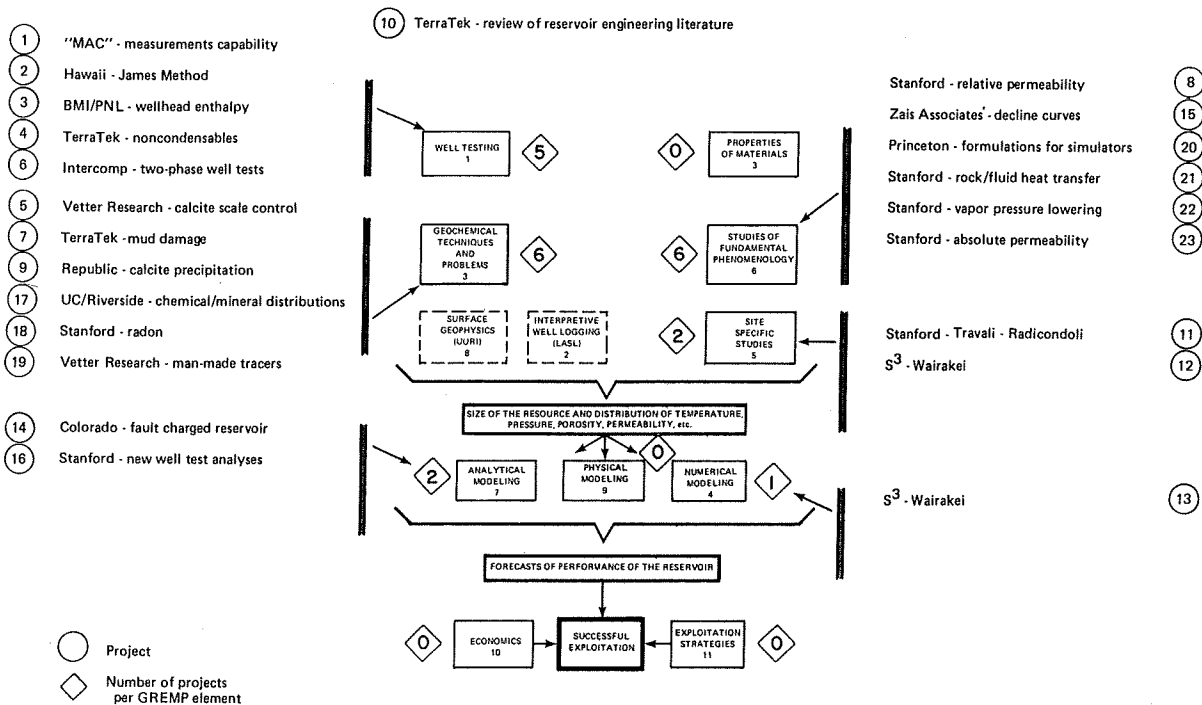 10 TerraTek - review of reservoir engineering literature
1 "MAC" - measurements capability
2 Hawaii - James Method
3 BMI/PNL - wellhead enthalpy
4 TerraTek - noncondensables
6 Intercomp - two-phase well tests
5 Vetter Research - calcite scale control
7 TerraTek - mud damage
9 Republic - calcite precipitation
17 UC/Riverside - chemical/mineral distributions
18 Stanford - radon
19 Vetter Research - man-made tracers
14 Colorado - fault charged reservoir
16 Stanford - new well test analyses
WELL TESTING
1
5
0
PROPERTIES
OF MATERIALS
3
GEOCHEMICAL
TECHNIQUES
AND
PROBLEMS
3
6
6
STUDIES OF
FUNDAMENTAL
PHENOMENOLOGY
6
SURFACE
GEOPHYSICS
(UURI)
8
INTERPRETIVE
WELL LOGGING
(LASL)
2
2
SITE
SPECIFIC
STUDIES
5
SIZE OF THE RESOURCE AND DISTRIBUTION OF TEMPERATURE,
PRESSURE, POROSITY, PERMEABILITY, etc.
2
ANALYTICAL
MODELING
7
PHYSICAL
MODELING
9
0
NUMERICAL
MODELING
4
1
FORECASTS OF PERFORMANCE OF THE RESERVOIR
0
ECONOMICS
10
SUCCESSFUL
EXPLOITATION
EXPLOITATION
STRATEGIES
11
0
Stanford - relative permeability 8
Zais Associates' - decline curves 15
Princeton - formulations for simulators 20
Stanford - rock/fluid heat transfer 21
Stanford - vapor pressure lowering 22
Stanford - absolute permeability 23
Stanford - Travali - Radicondoli 11
S³ - Wairakei 12
S³ - Wairakei 13
Project
Number of projects
per GREMP element